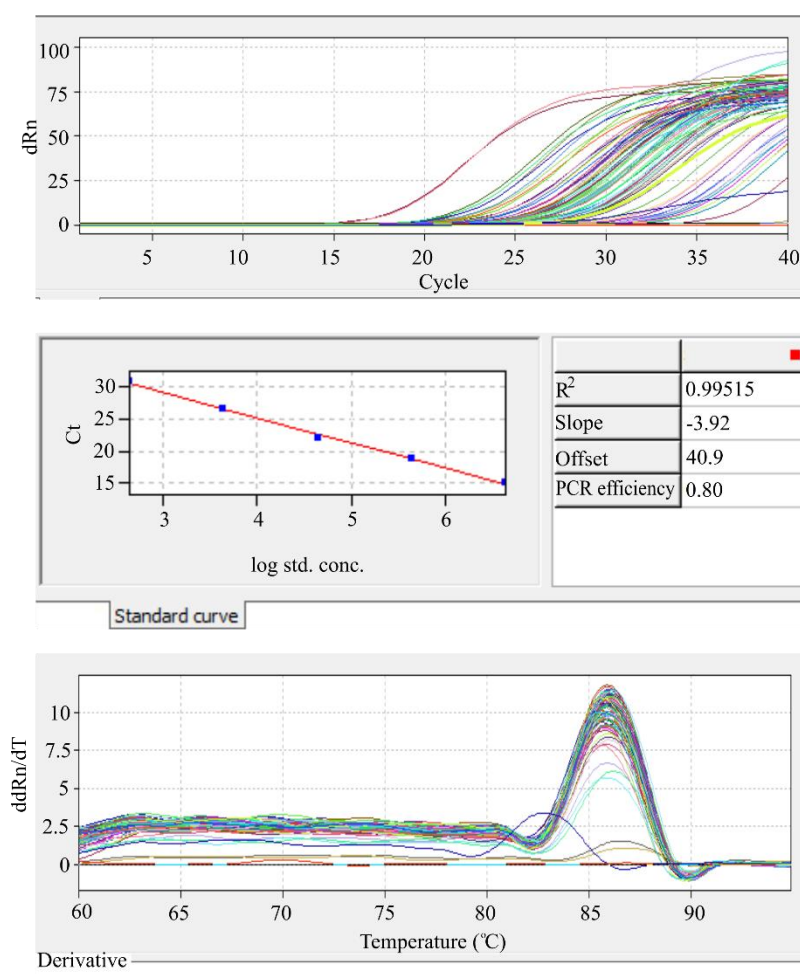 100
75
50
25
0
dRn
5 10 15 20 25 30 35 40
Cycle
30
25
20
15
Ct
3 4 5 6
log std. conc.
R² 0.99515
Slope -3.92
Offset 40.9
PCR efficiency 0.80
Standard curve
10
7.5
5
2.5
0
ddRn/dT
60 65 70 75 80 85 90
Temperature (℃)
Derivative